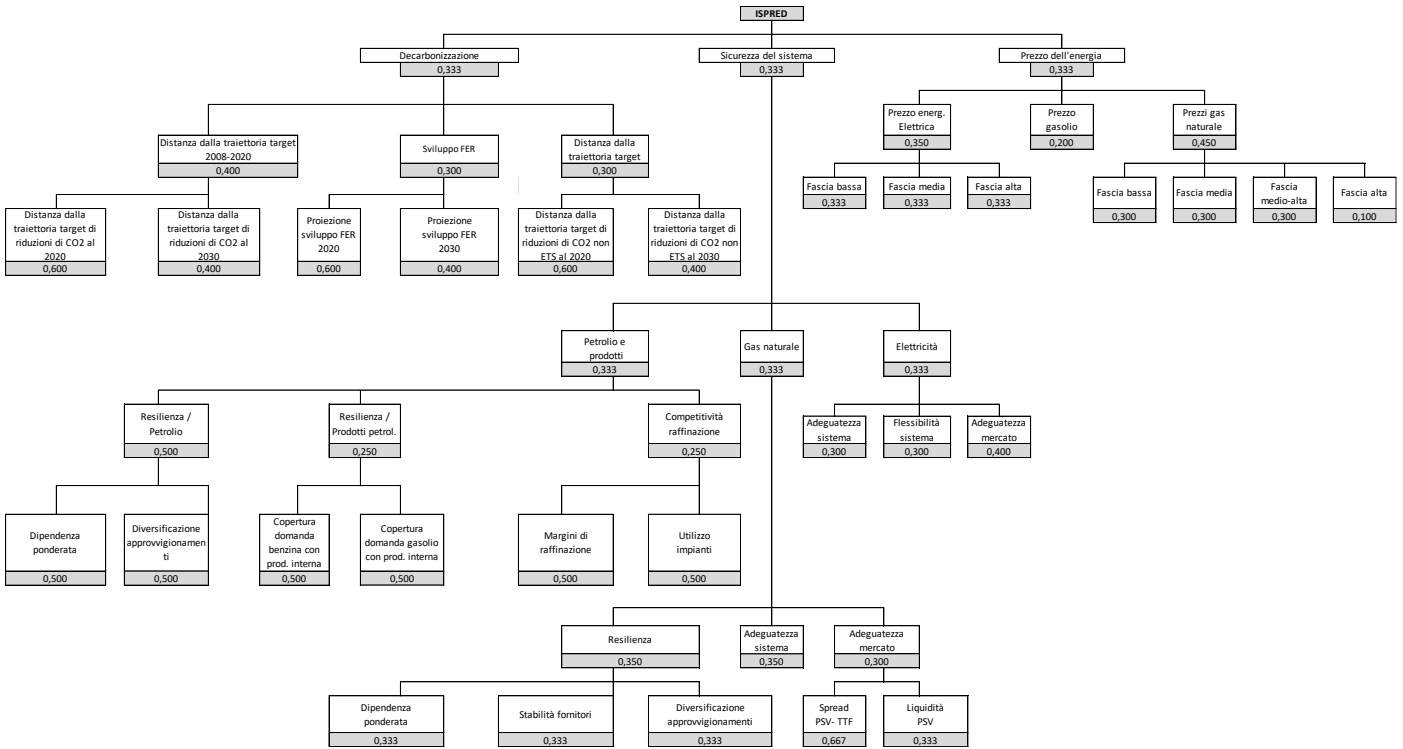 ISPRED
Decarbonizzazione
0,333
Sicurezza del sistema
0,333
Prezzo dell'energia
0,333
Distanza dalla traiettoria target
2008-2020
0,400
Sviluppo FER
0,300
Distanza dalla
traiettoria target
0,300
Prezzo energ.
Elettrica
0,350
Prezzo
gasolio
0,200
Prezzi gas
naturale
0,450
Fascia bassa
0,333
Fascia media
0,333
Fascia alta
0,333
Fascia bassa
0,300
Fascia media
0,300
Fascia
medio-alta
0,300
Fascia alta
0,100
Distanza dalla
traiettoria target di
riduzioni di CO2 al
2020
0,600
Distanza dalla
traiettoria target di
riduzioni di CO2 al
2030
0,400
Proiezione
sviluppo FER
2020
0,600
Proiezione
sviluppo FER
2030
0,400
Distanza dalla
traiettoria target di
riduzioni di CO2 non
ETS al 2020
0,600
Distanza dalla
traiettoria target di
riduzioni di CO2 non
ETS al 2030
0,400
Petrolio e
prodotti
0,333
Gas naturale
0,333
Elettricità
0,333
Resilienza /
Petrolio
0,500
Resilienza /
Prodotti petrol.
0,250
Competitività
raffinazione
0,250
Adeguatezza
sistema
0,300
Flessibilità
sistema
0,300
Adeguatezza
mercato
0,400
Dipendenza
ponderata
0,500
Diversificazione
approvvigionamen
ti
0,500
Copertura
domanda
benzina con
prod. interna
0,500
Copertura
domanda gasolio
con prod. interna
0,500
Margini di
raffinazione
0,500
Utilizzo
impianti
0,500
Resilienza
0,350
Adeguatezza
sistema
0,350
Adeguatezza
mercato
0,300
Dipendenza
ponderata
0,333
Stabilità fornitori
0,333
Diversificazione
approvvigionamenti
0,333
Spread
PSV- TTF
0,667
Liquidità
PSV
0,333